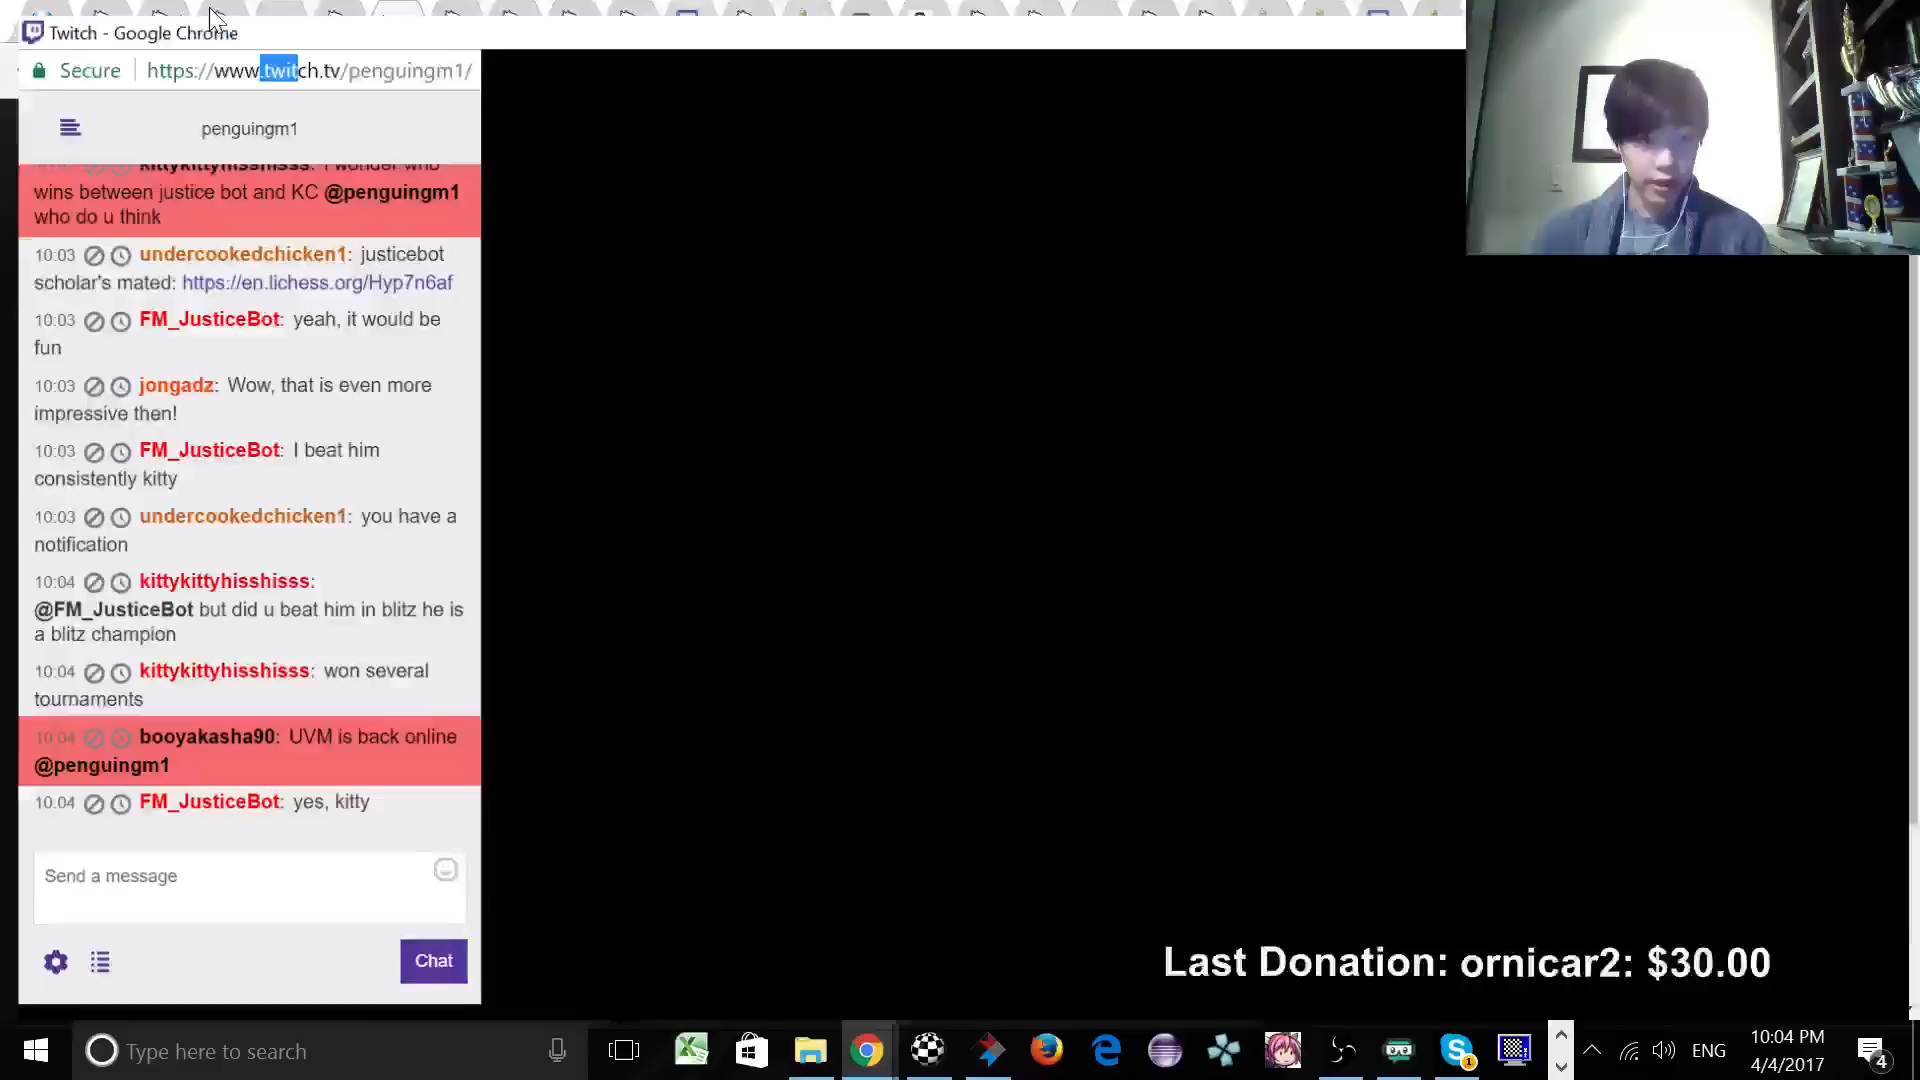 Twitch - Google Chrome
Secure https://www.twitch.tv/penguingm1/
penguingm1
kittykittyhisshisss: I wonder who
wins between justice bot and KC @penguingm1
who do u think
10:03 undercookedchicken1: justicebot
scholar's mated: https://en.lichess.org/Hyp7n6af
10:03 FM_JusticeBot: yeah, it would be
fun
10:03 jongadz: Wow, that is even more
impressive then!
10:03 FM_JusticeBot: I beat him
consistently kitty
10:03 undercookedchicken1: you have a
notification
10:04 kittykittyhisshisss:
@FM_JusticeBot but did u beat him in blitz he is
a blitz champion
10:04 kittykittyhisshisss: won several
tournaments
10:04 booyakasha90: UVM is back online
@penguingm1
10:04 FM_JusticeBot: yes, kitty
Send a message
Chat
Last Donation: ornicar2: $30.00
Type here to search
1
ENG
10:04 PM
4/4/2017
4